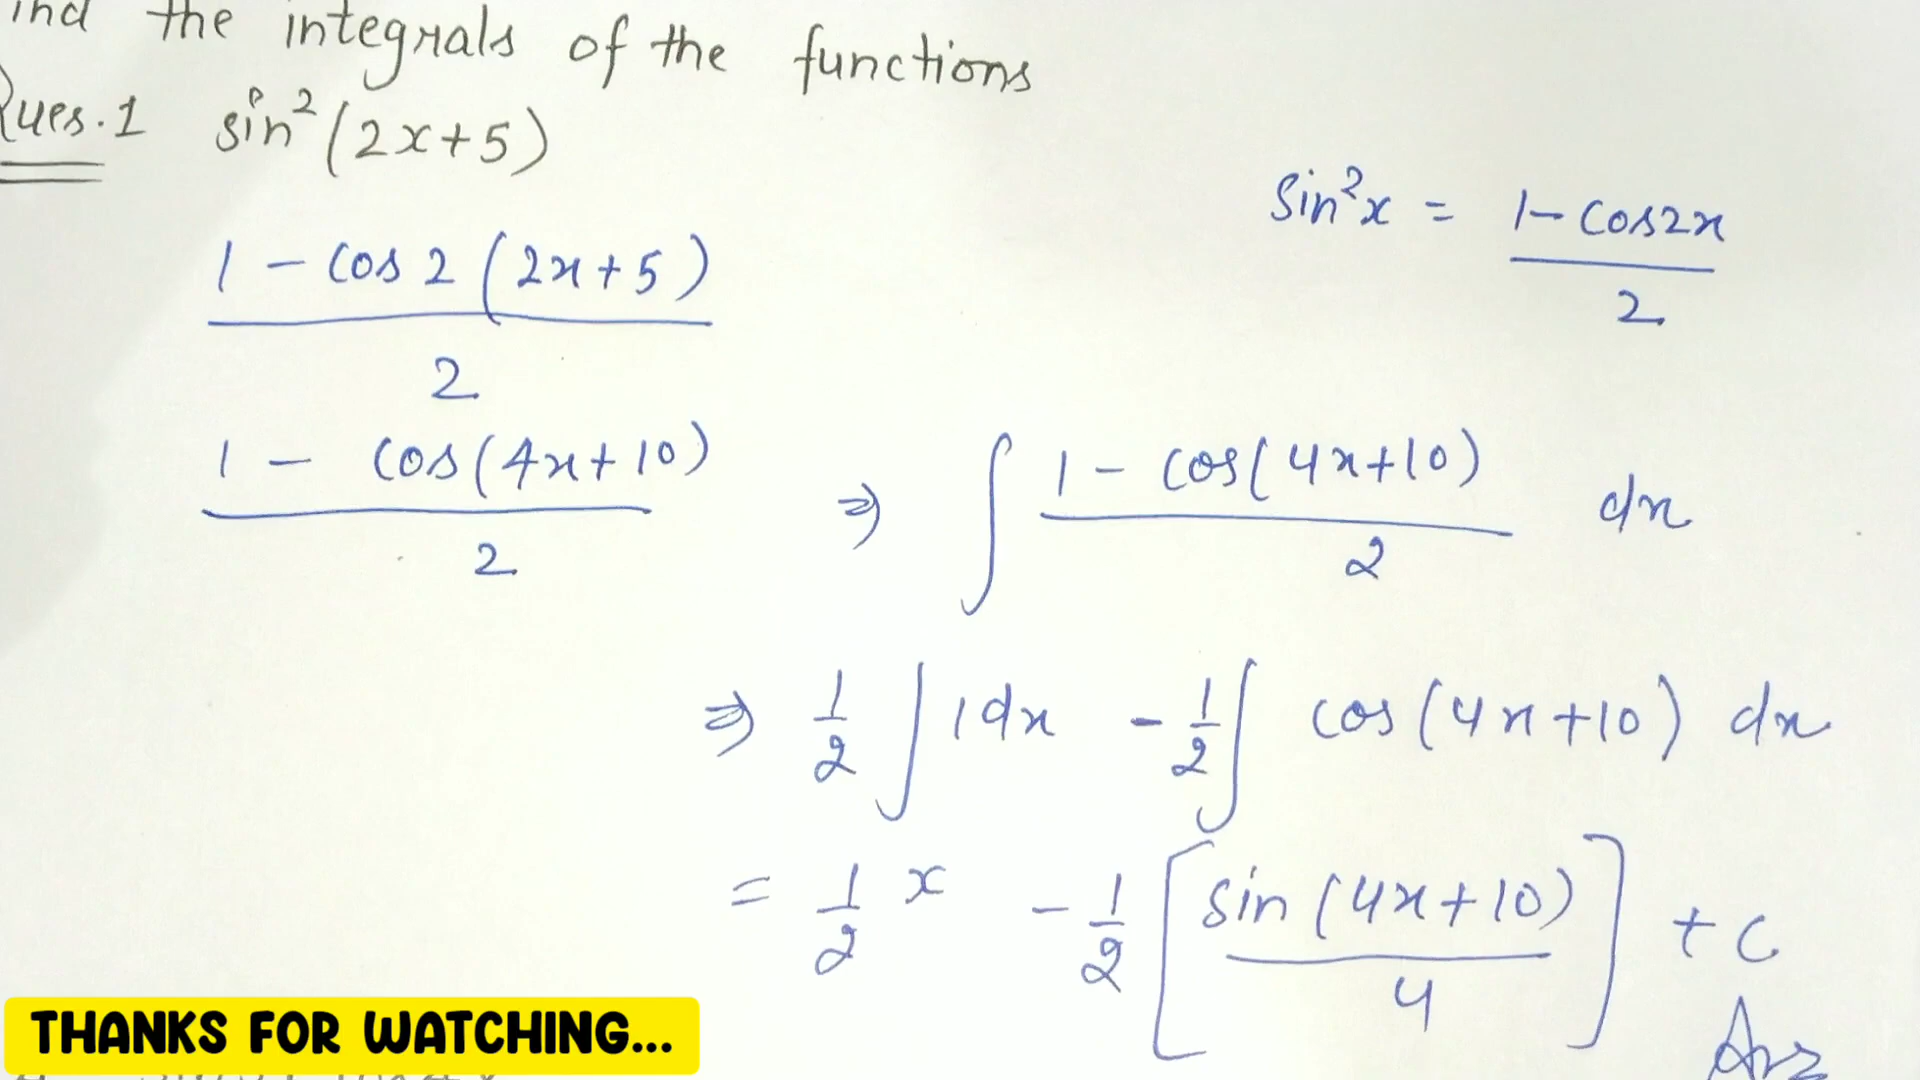 the integrals of the functions
Ques.1 sin²(2x+5)
sin²x = 1-cos2x / 2
1 - cos 2 (2x+5) / 2
1 - cos(4x+10) / 2 ⇒ ∫ 1 - cos(4x+10) / 2 dx
⇒ 1/2 ∫ 1dx - 1/2 ∫ cos(4x+10) dx
= 1/2 x - 1/2 [sin(4x+10) / 4] + c
Ans
THANKS FOR WATCHING...